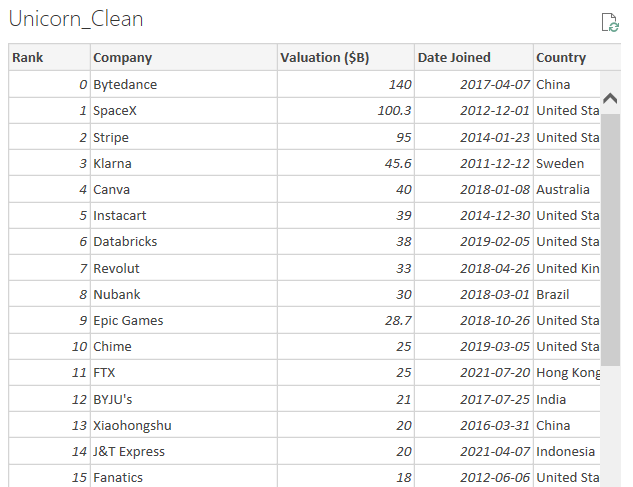 Unicorn_Clean
Rank Company Valuation ($B) Date Joined Country
0 Bytedance 140 2017-04-07 China
1 SpaceX 100.3 2012-12-01 United Sta
2 Stripe 95 2014-01-23 United Sta
3 Klarna 45.6 2011-12-12 Sweden
4 Canva 40 2018-01-08 Australia
5 Instacart 39 2014-12-30 United Sta
6 Databricks 38 2019-02-05 United Sta
7 Revolut 33 2018-04-26 United Kin
8 Nubank 30 2018-03-01 Brazil
9 Epic Games 28.7 2018-10-26 United Sta
10 Chime 25 2019-03-05 United Sta
11 FTX 25 2021-07-20 Hong Kong
12 BYJU's 21 2017-07-25 India
13 Xiaohongshu 20 2016-03-31 China
14 J&T Express 20 2021-04-07 Indonesia
15 Fanatics 18 2012-06-06 United Sta